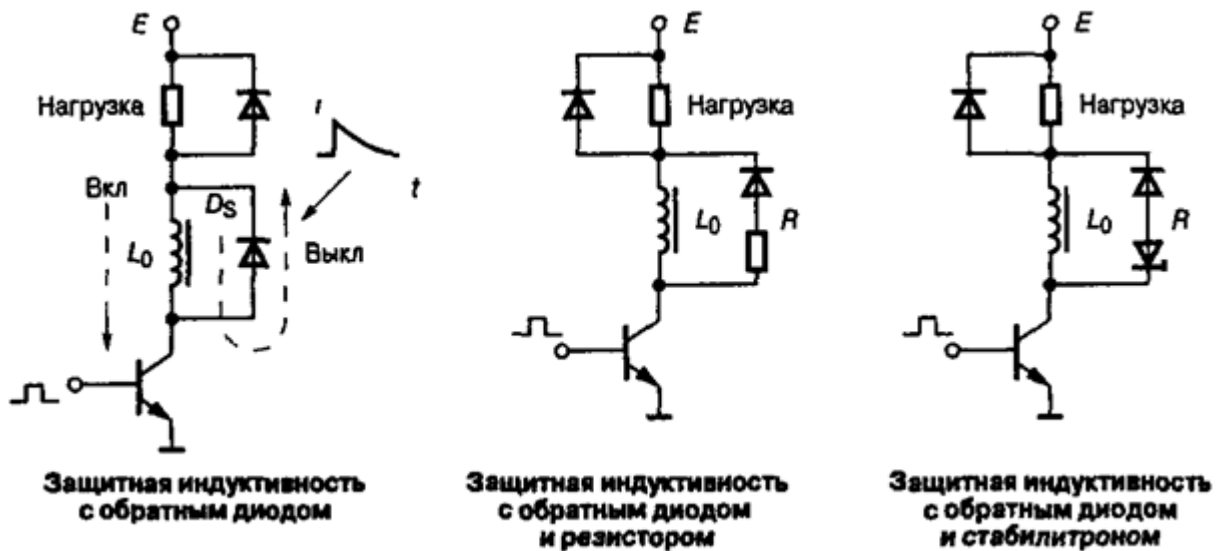 E
Нагрузка
i
t
Вкл
D_S
L_0
Выкл
Защитная индуктивность
с обратным диодом
E
Нагрузка
L_0
R
Защитная индуктивность
с обратным диодом
и резистором
E
Нагрузка
L_0
R
Защитная индуктивность
с обратным диодом
и стабилитроном